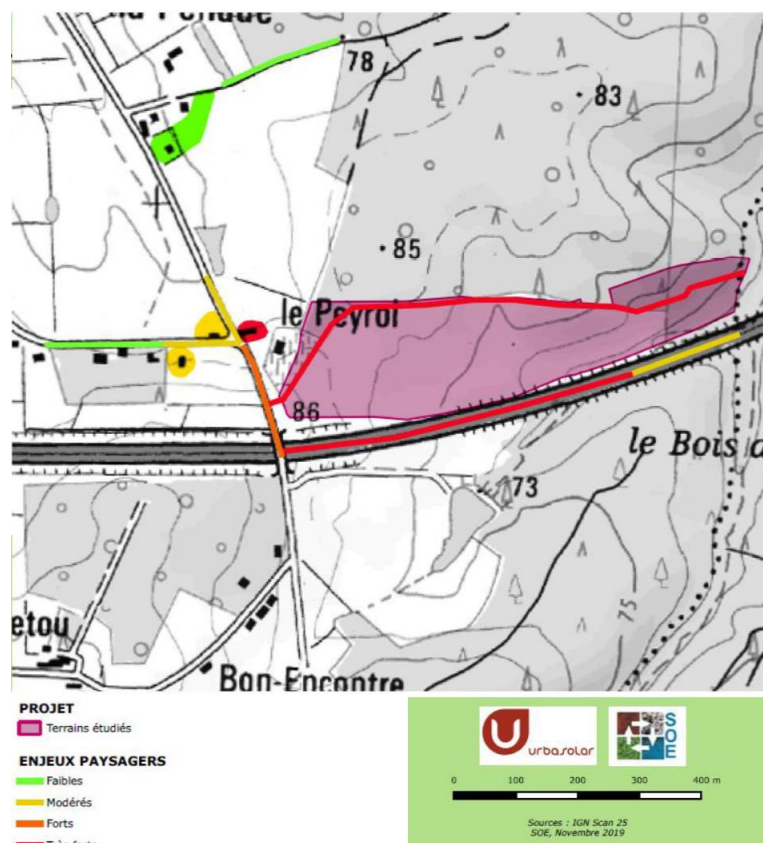 78
83
85
le Peyrol
86
le Bois d
73
75
etou
Bon-Encontre
PROJET
Terrains étudiés
ENJEUX PAYSAGERS
Faibles
Modérés
Forts
urbasolar
SOE
0 100 200 300 400 m
Sources : IGN Scan 25
SOE, Novembre 2019